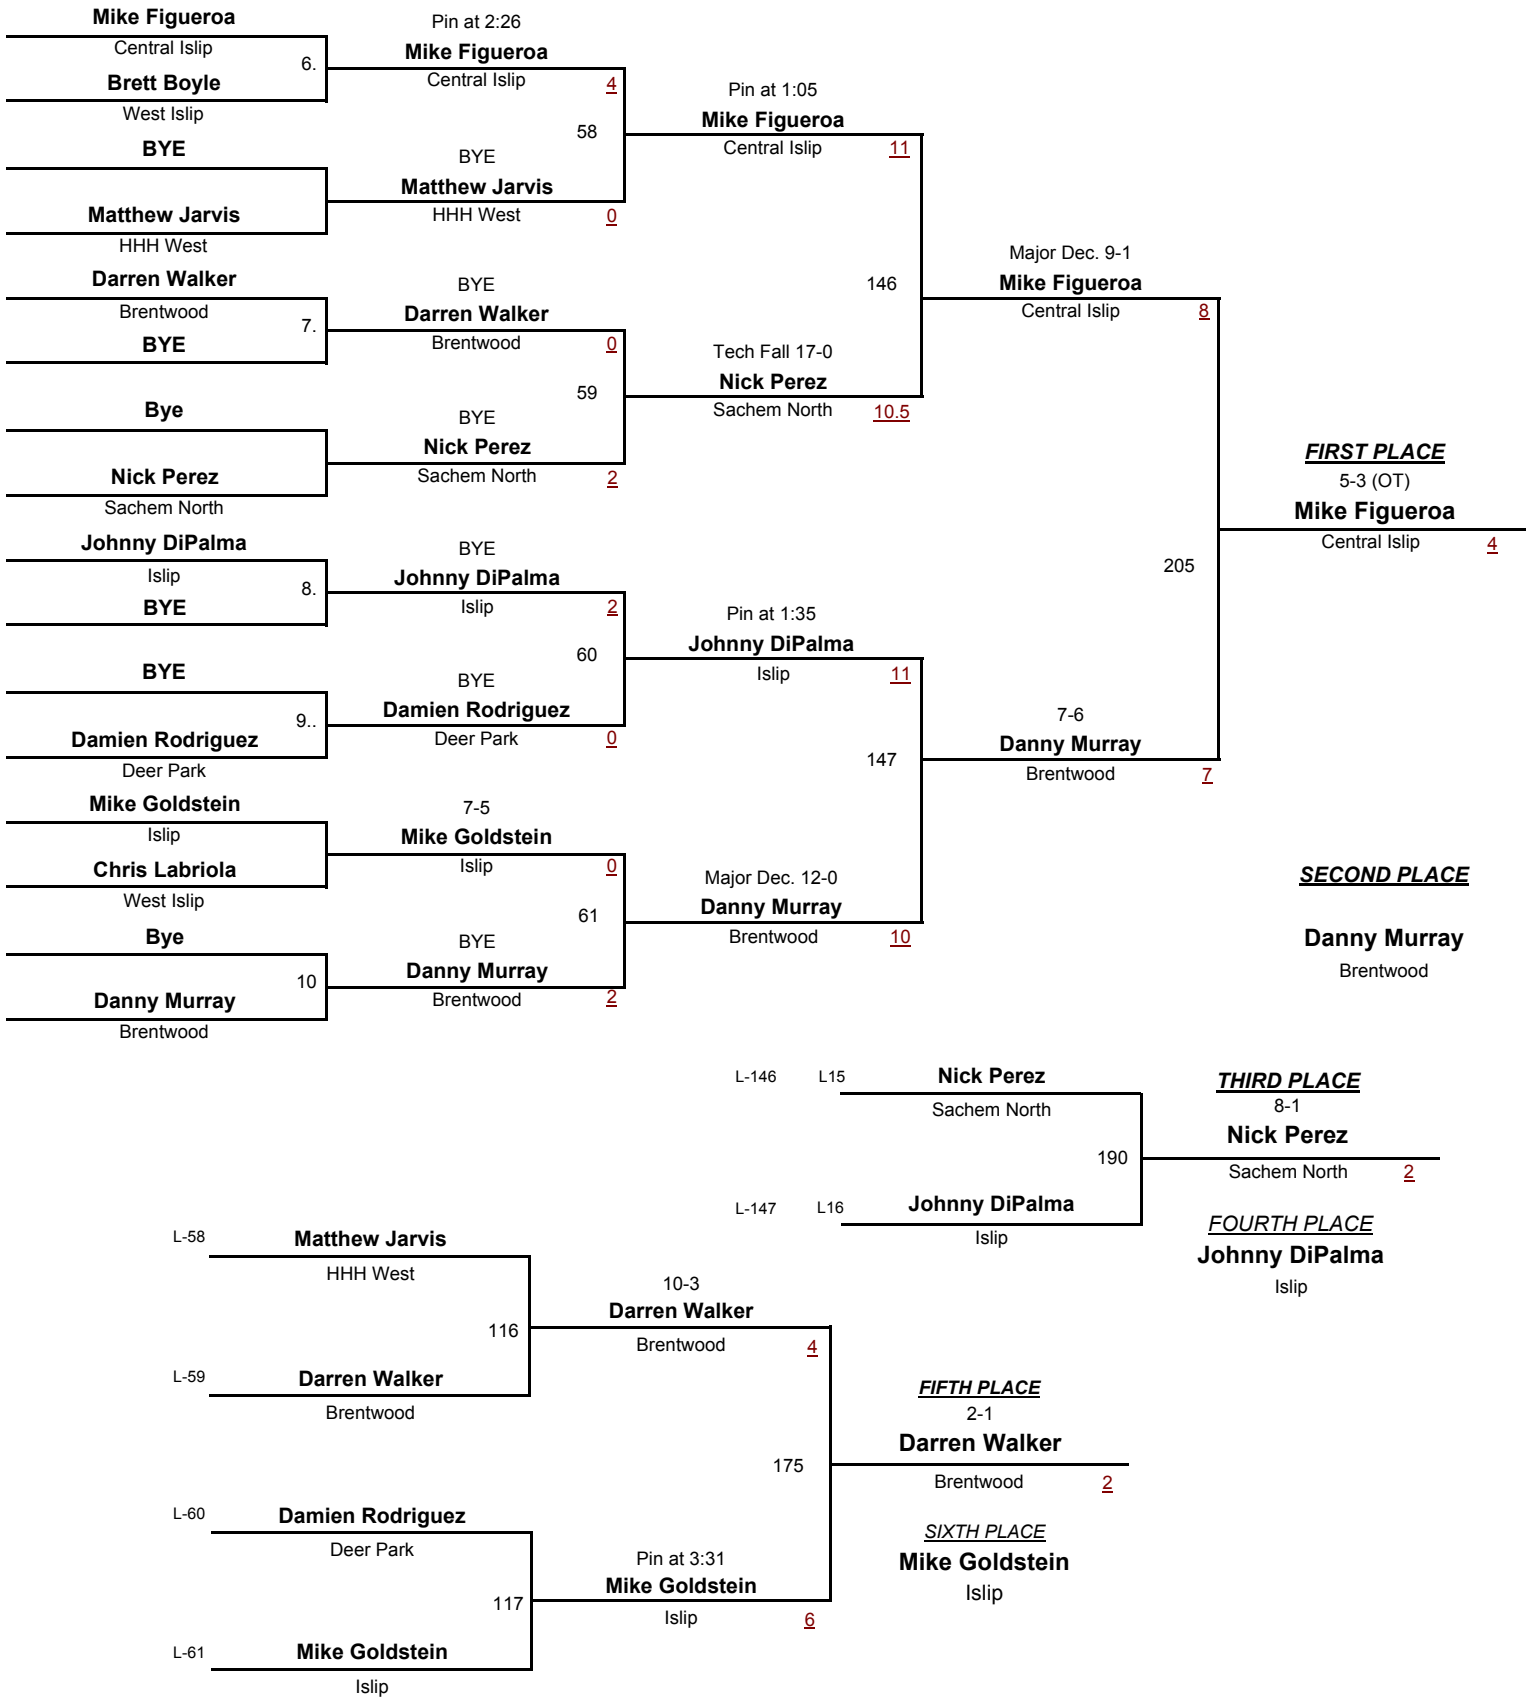 Mike Figueroa
Central Islip
6.
Brett Boyle
West Islip
BYE
Matthew Jarvis
HHH West
Darren Walker
Brentwood
7.
BYE
Bye
Nick Perez
Sachem North
Johnny DiPalma
Islip
8.
BYE
BYE
9..
Damien Rodriguez
Deer Park
Mike Goldstein
Islip
Chris Labriola
West Islip
Bye
10
Danny Murray
Brentwood
Pin at 2:26
Mike Figueroa
Central Islip
4
58
BYE
Matthew Jarvis
HHH West
0
BYE
Darren Walker
Brentwood
0
59
BYE
Nick Perez
Sachem North
2
BYE
Johnny DiPalma
Islip
2
60
BYE
Damien Rodriguez
Deer Park
0
7-5
Mike Goldstein
Islip
0
61
BYE
Danny Murray
Brentwood
2
Pin at 1:05
Mike Figueroa
Central Islip
11
146
Tech Fall 17-0
Nick Perez
Sachem North
10.5
Pin at 1:35
Johnny DiPalma
Islip
11
147
Major Dec. 12-0
Danny Murray
Brentwood
10
Major Dec. 9-1
Mike Figueroa
Central Islip
8
205
7-6
Danny Murray
Brentwood
7
FIRST PLACE
5-3 (OT)
Mike Figueroa
Central Islip
4
SECOND PLACE
Danny Murray
Brentwood
L-146
L15
Nick Perez
Sachem North
190
L-147
L16
Johnny DiPalma
Islip
THIRD PLACE
8-1
Nick Perez
Sachem North
2
FOURTH PLACE
Johnny DiPalma
Islip
L-58
Matthew Jarvis
HHH West
116
L-59
Darren Walker
Brentwood
L-60
Damien Rodriguez
Deer Park
117
L-61
Mike Goldstein
Islip
10-3
Darren Walker
Brentwood
4
175
Pin at 3:31
Mike Goldstein
Islip
6
FIFTH PLACE
2-1
Darren Walker
Brentwood
2
SIXTH PLACE
Mike Goldstein
Islip